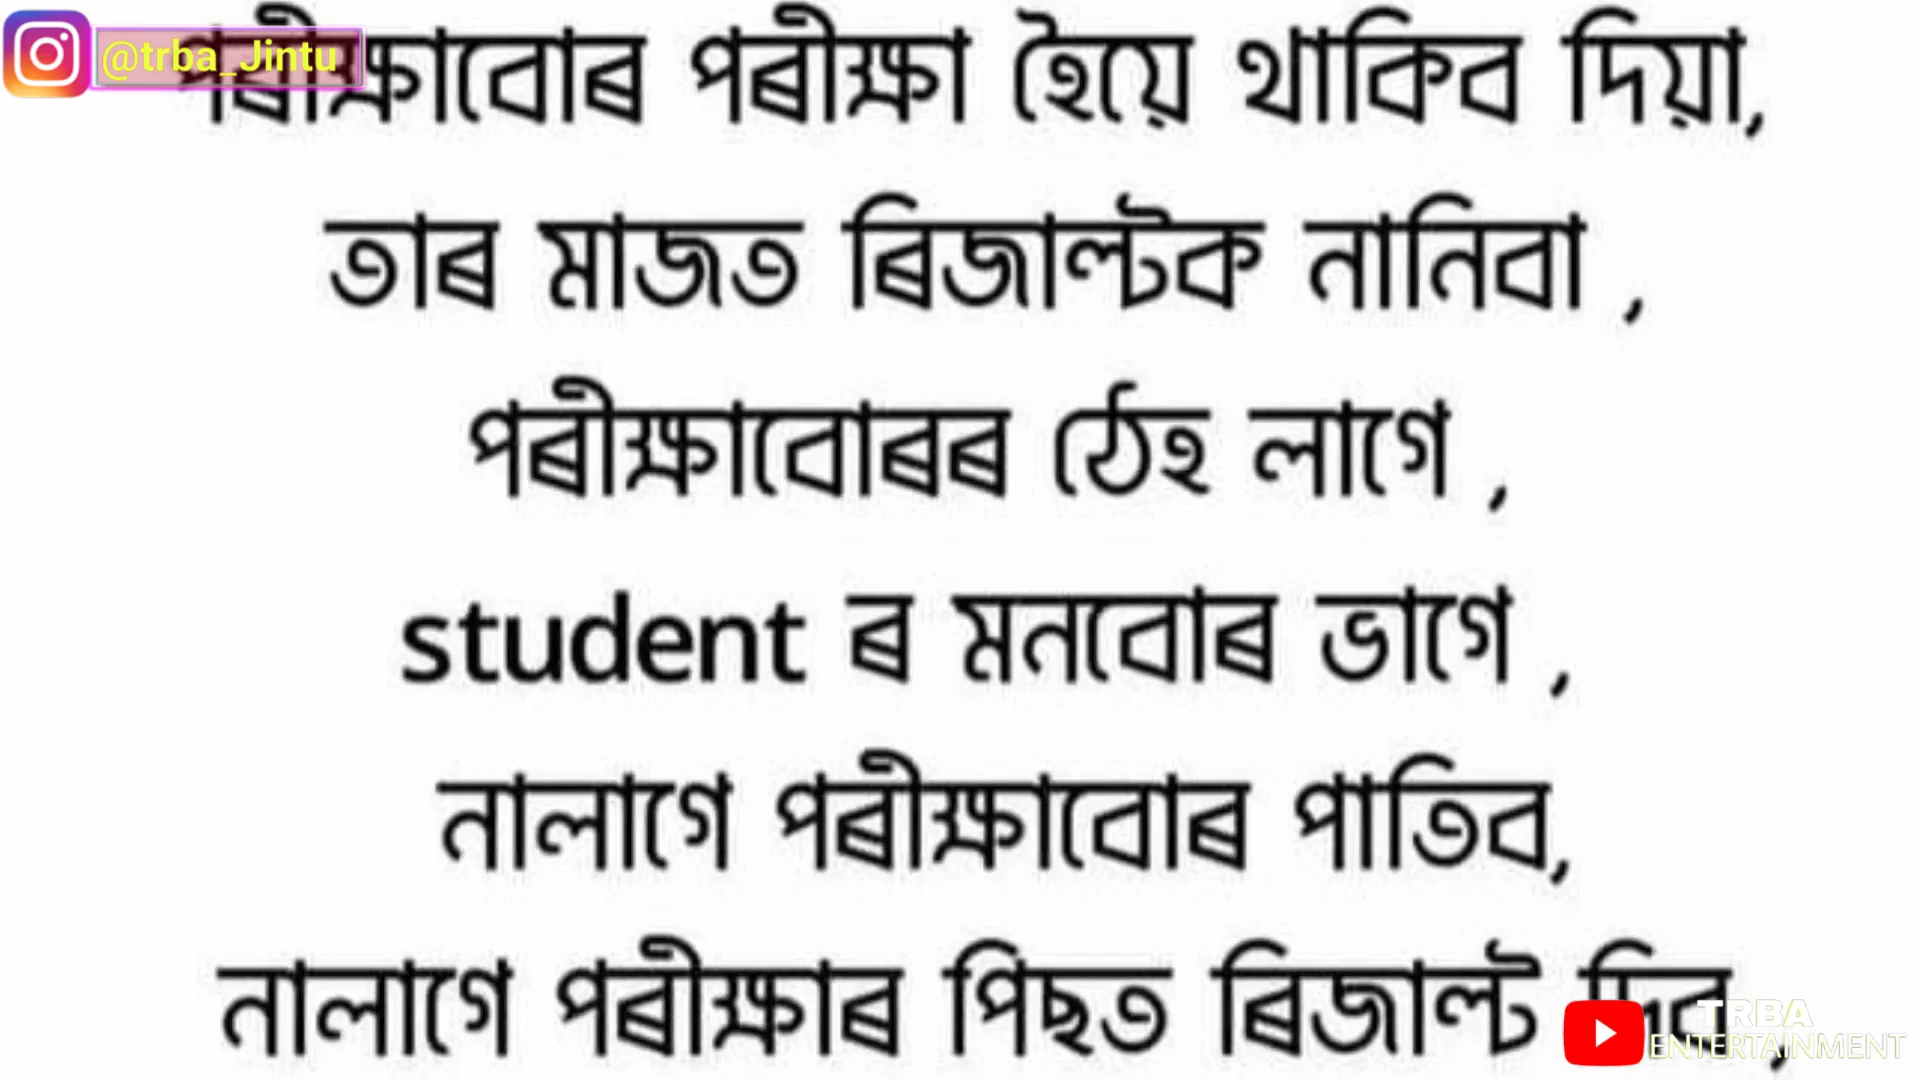 @trba_Jintu
পৰীক্ষাবোৰ পৰীক্ষা হৈয়ে থাকিব দিয়া,
তাৰ মাজত ৰিজাল্টক নানিবা ,
পৰীক্ষাবোৰৰ ঠেহ লাগে ,
student ৰ মনবোৰ ভাগে ,
নালাগে পৰীক্ষাবোৰ পাতিব,
নালাগে পৰীক্ষাৰ পিছত ৰিজাল্ট দিব,
TRBA
ENTERTAINMENT